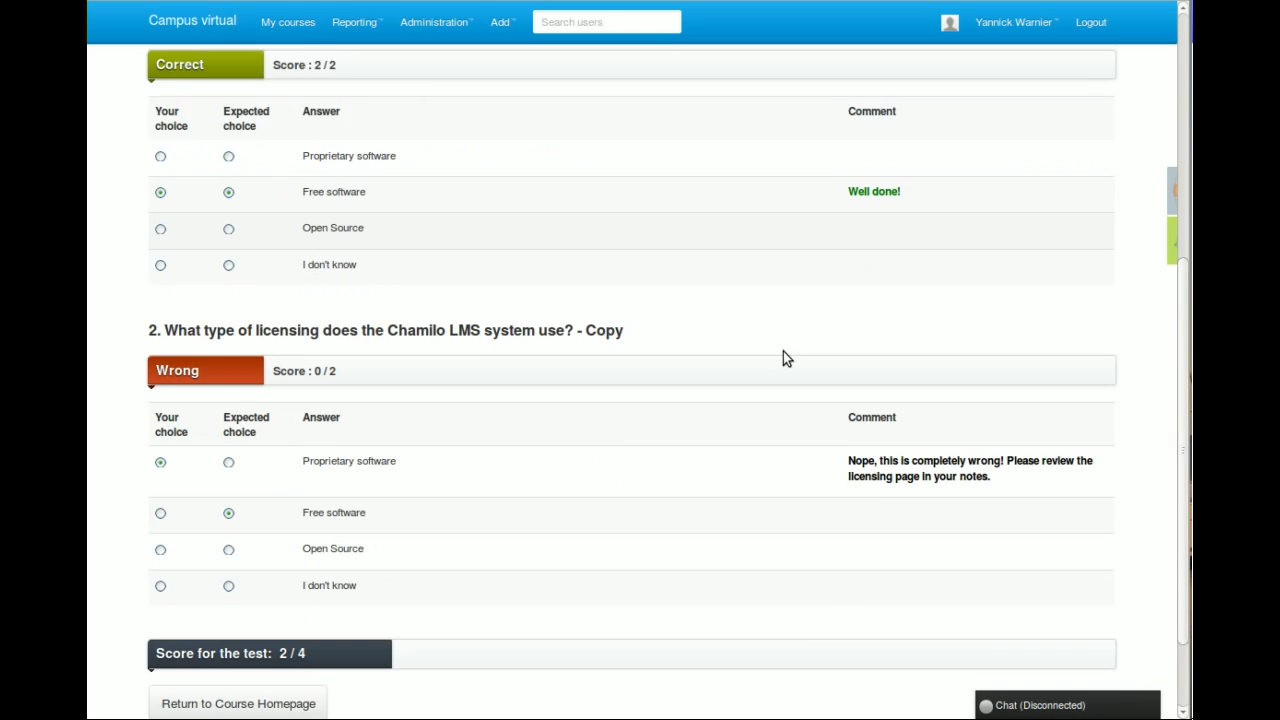 Campus virtual My courses Reporting Administration Add Search users Yannick Warnier Logout
Correct Score : 2 / 2
Your choice Expected choice Answer Comment
Proprietary software
Free software Well done!
Open Source
I don't know
2. What type of licensing does the Chamilo LMS system use? - Copy
Wrong Score : 0 / 2
Your choice Expected choice Answer Comment
Proprietary software Nope, this is completely wrong! Please review the
licensing page in your notes.
Free software
Open Source
I don't know
Score for the test: 2 / 4
Return to Course Homepage
Chat (Disconnected)